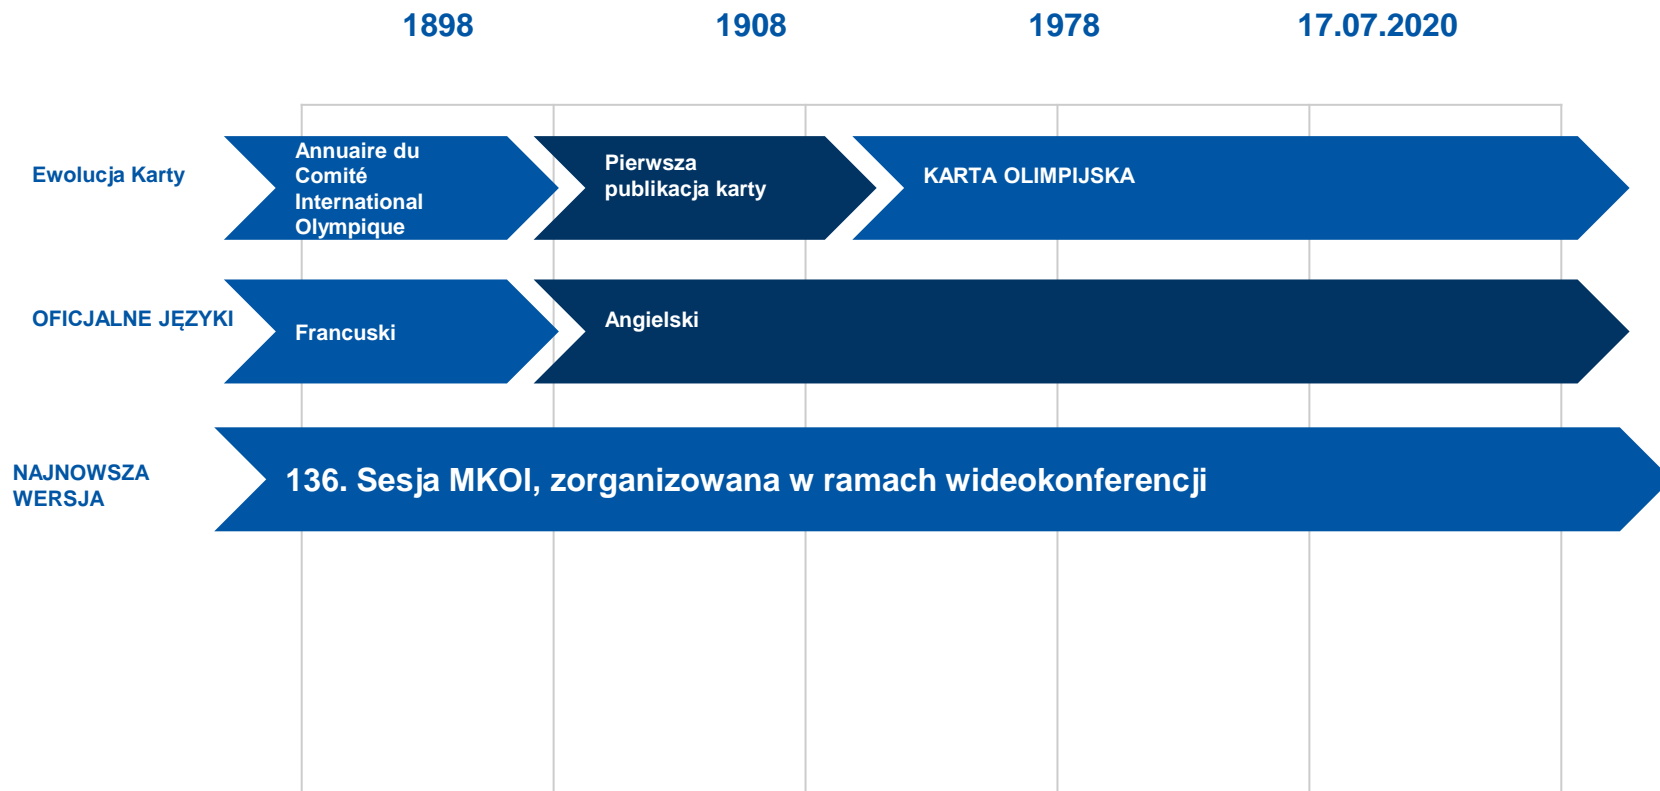 1898 1908 1978 17.07.2020
Ewolucja Karty
Annuaire du
Comité
International
Olympique
Pierwsza
publikacja karty
KARTA OLIMPIJSKA
OFICJALNE JĘZYKI
Francuski
Angielski
NAJNOWSZA
WERSJA
136. Sesja MKOl, zorganizowana w ramach wideokonferencji